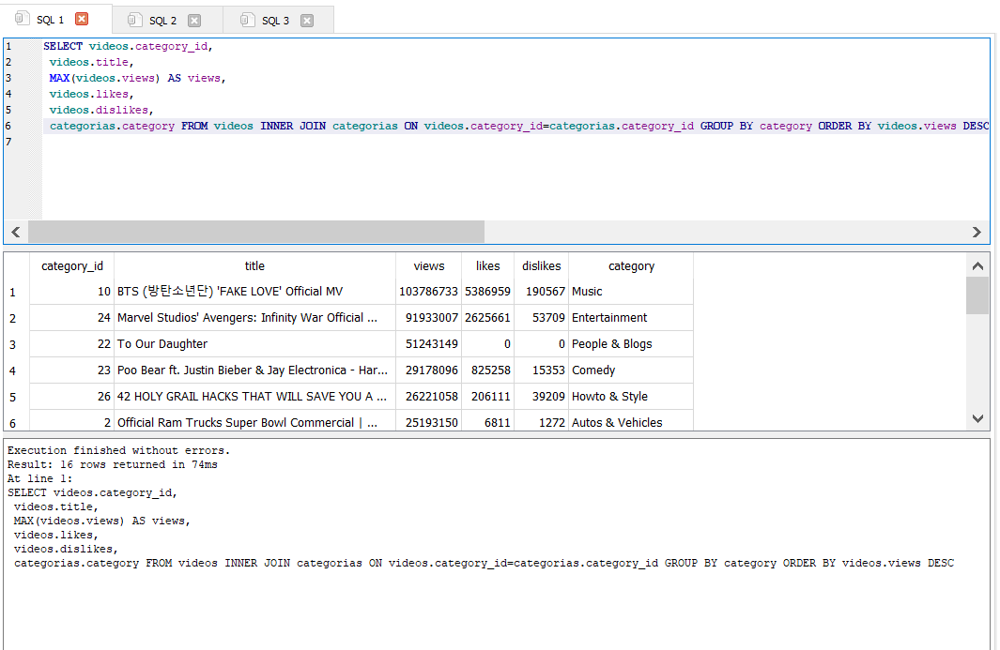 SQL 1 SQL 2 SQL 3
1 SELECT videos.category_id,
2 videos.title,
3 MAX(videos.views) AS views,
4 videos.likes,
5 videos.dislikes,
6 categorias.category FROM videos INNER JOIN categorias ON videos.category_id=categorias.category_id GROUP BY category ORDER BY videos.views DESC
7
category_id title views likes dislikes category
1 10 BTS (방탄소년단) 'FAKE LOVE' Official MV 103786733 5386959 190567 Music
2 24 Marvel Studios' Avengers: Infinity War Official ... 91933007 2625661 53709 Entertainment
3 22 To Our Daughter 51243149 0 0 People & Blogs
4 23 Poo Bear ft. Justin Bieber & Jay Electronica - Har... 29178096 825258 15353 Comedy
5 26 42 HOLY GRAIL HACKS THAT WILL SAVE YOU A ... 26221058 206111 39209 Howto & Style
6 2 Official Ram Trucks Super Bowl Commercial | ... 25193150 6811 1272 Autos & Vehicles
Execution finished without errors.
Result: 16 rows returned in 74ms
At line 1:
SELECT videos.category_id,
videos.title,
MAX(videos.views) AS views,
videos.likes,
videos.dislikes,
categorias.category FROM videos INNER JOIN categorias ON videos.category_id=categorias.category_id GROUP BY category ORDER BY videos.views DESC